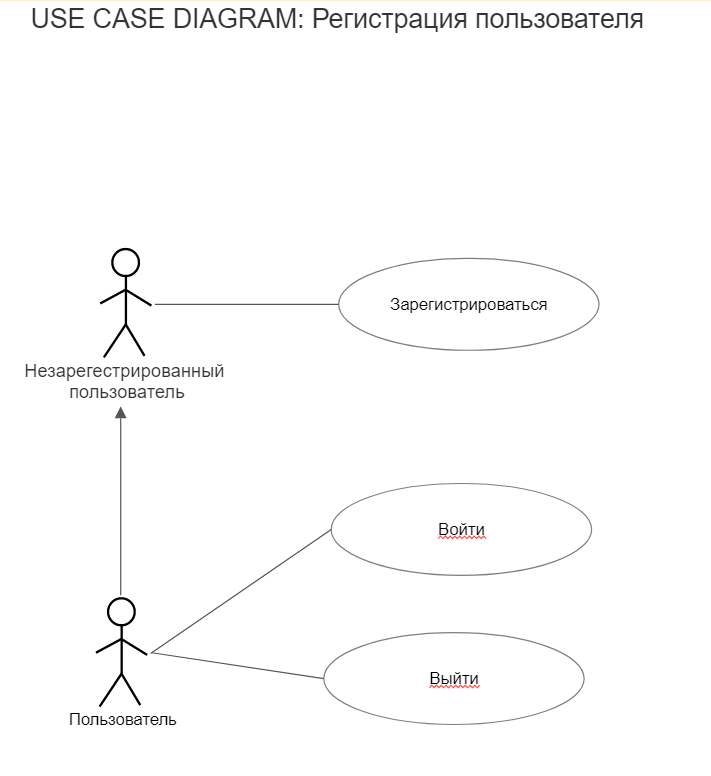 USE CASE DIAGRAM: Регистрация пользователя
Зарегистрироваться
Незарегестрированный
пользователь
Войти
Выйти
Пользователь